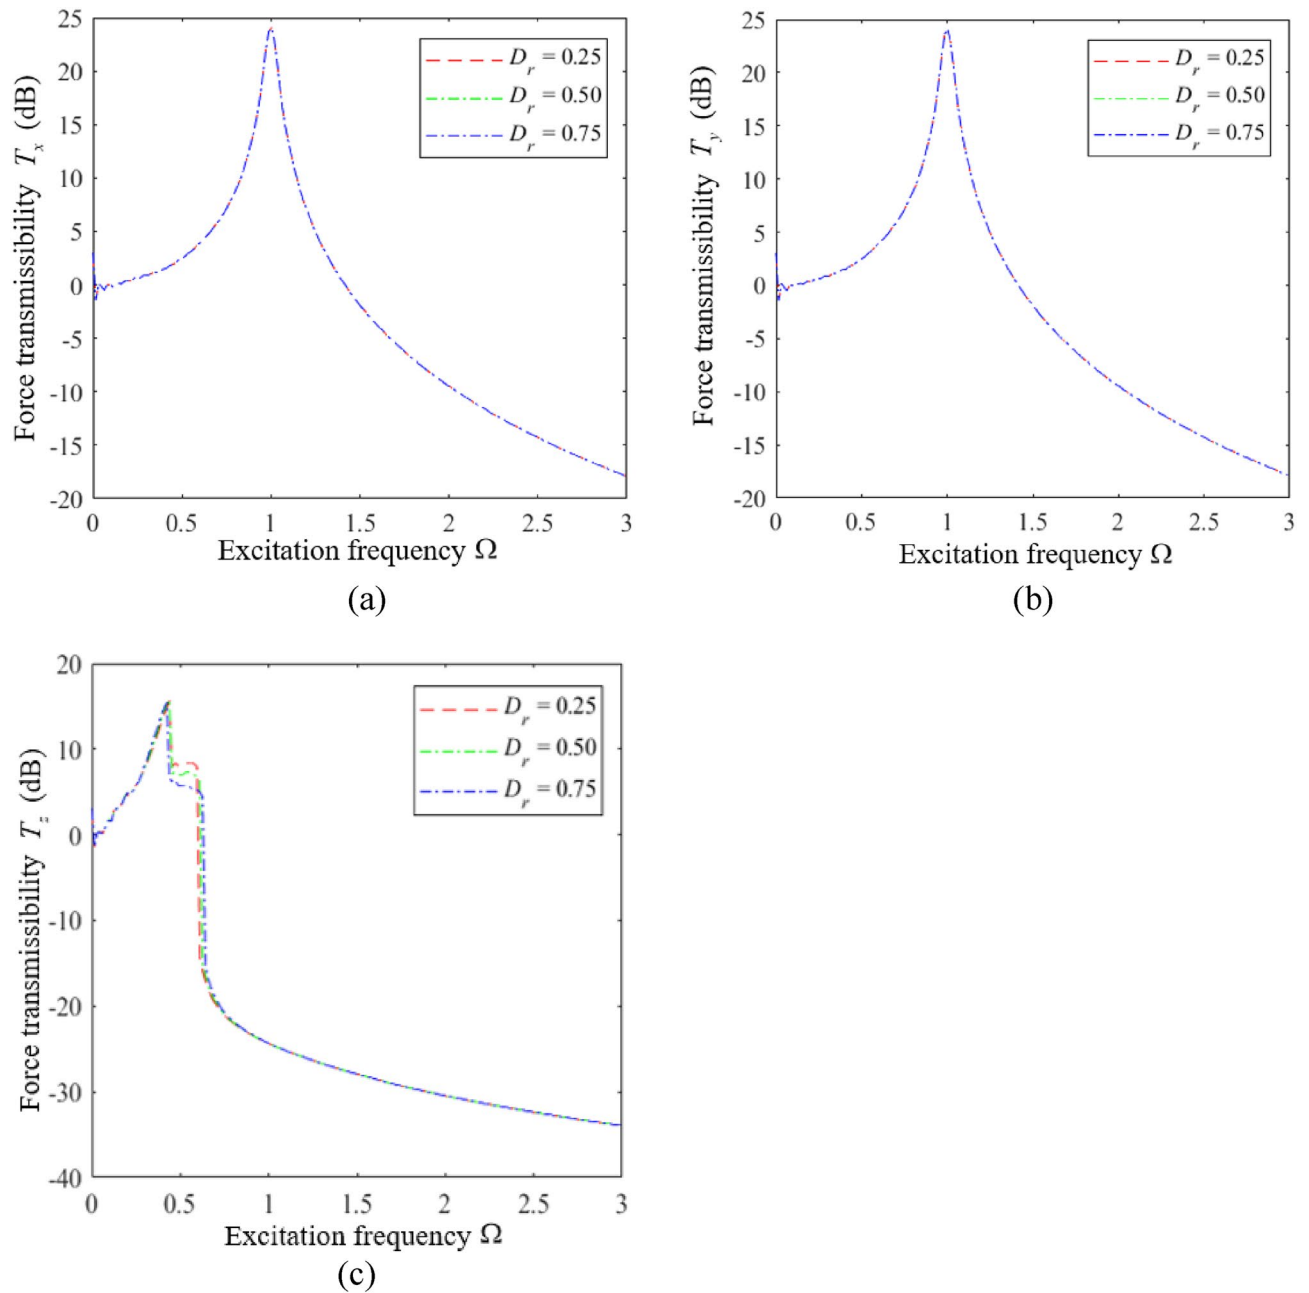 25
20
15
10
5
0
-5
-10
-15
-20
Force transmissibility T_x (dB)
D_r = 0.25
D_r = 0.50
D_r = 0.75
0 0.5 1 1.5 2 2.5 3
Excitation frequency Ω
(a)
25
20
15
10
5
0
-5
-10
-15
-20
Force transmissibility T_y (dB)
D_r = 0.25
D_r = 0.50
D_r = 0.75
0 0.5 1 1.5 2 2.5 3
Excitation frequency Ω
(b)
20
10
0
-10
-20
-30
-40
Force transmissibility T_z (dB)
D_r = 0.25
D_r = 0.50
D_r = 0.75
0 0.5 1 1.5 2 2.5 3
Excitation frequency Ω
(c)